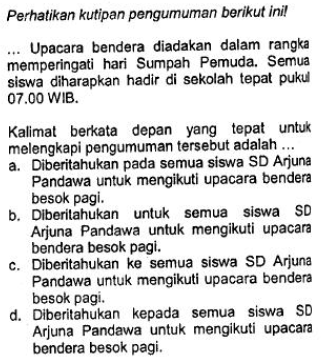 Perhatikan kutipan pengumuman berikut ini!
... Upacara bendera diadakan dalam rangka
memperingati hari Sumpah Pemuda. Semua
siswa diharapkan hadir di sekolah tepat pukul
07.00 WIB.
Kalimat berkata depan yang tepat untuk
melengkapi pengumuman tersebut adalah ...
a. Diberitahukan pada semua siswa SD Arjuna
Pandawa untuk mengikuti upacara bendera
besok pagi.
b. Diberitahukan untuk semua siswa SD
Arjuna Pandawa untuk mengikuti upacara
bendera besok pagi.
c. Diberitahukan ke semua siswa SD Arjuna
Pandawa untuk mengikuti upacara bendera
besok pagi.
d. Diberitahukan kepada semua siswa SD
Arjuna Pandawa untuk mengikuti upacara
bendera besok pagi.